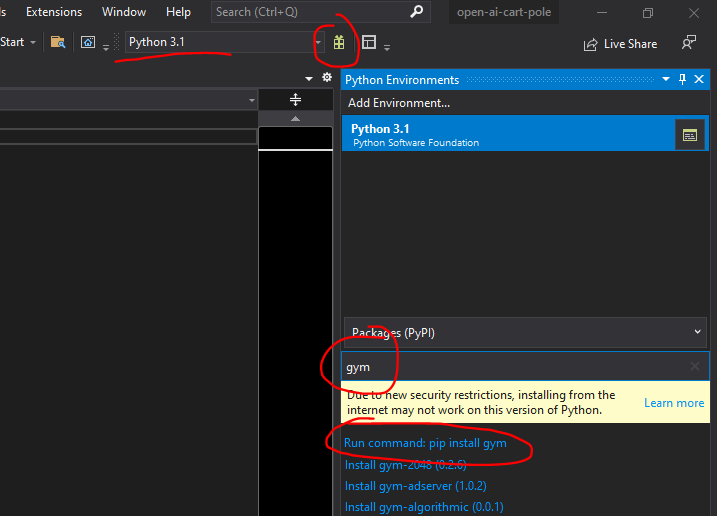 Extensions Window Help Search (Ctrl+Q) open-ai-cart-pole
Start Python 3.1 Live Share
Python Environments
Add Environment...
Python 3.1
Python Software Foundation
Packages (PyPI)
gym
Due to new security restrictions, installing from the
internet may not work on this version of Python.
Learn more
Run command: pip install gym
Install gym-2048 (0.2.6)
Install gym-adserver (1.0.2)
Install gym-algorithmic (0.0.1)